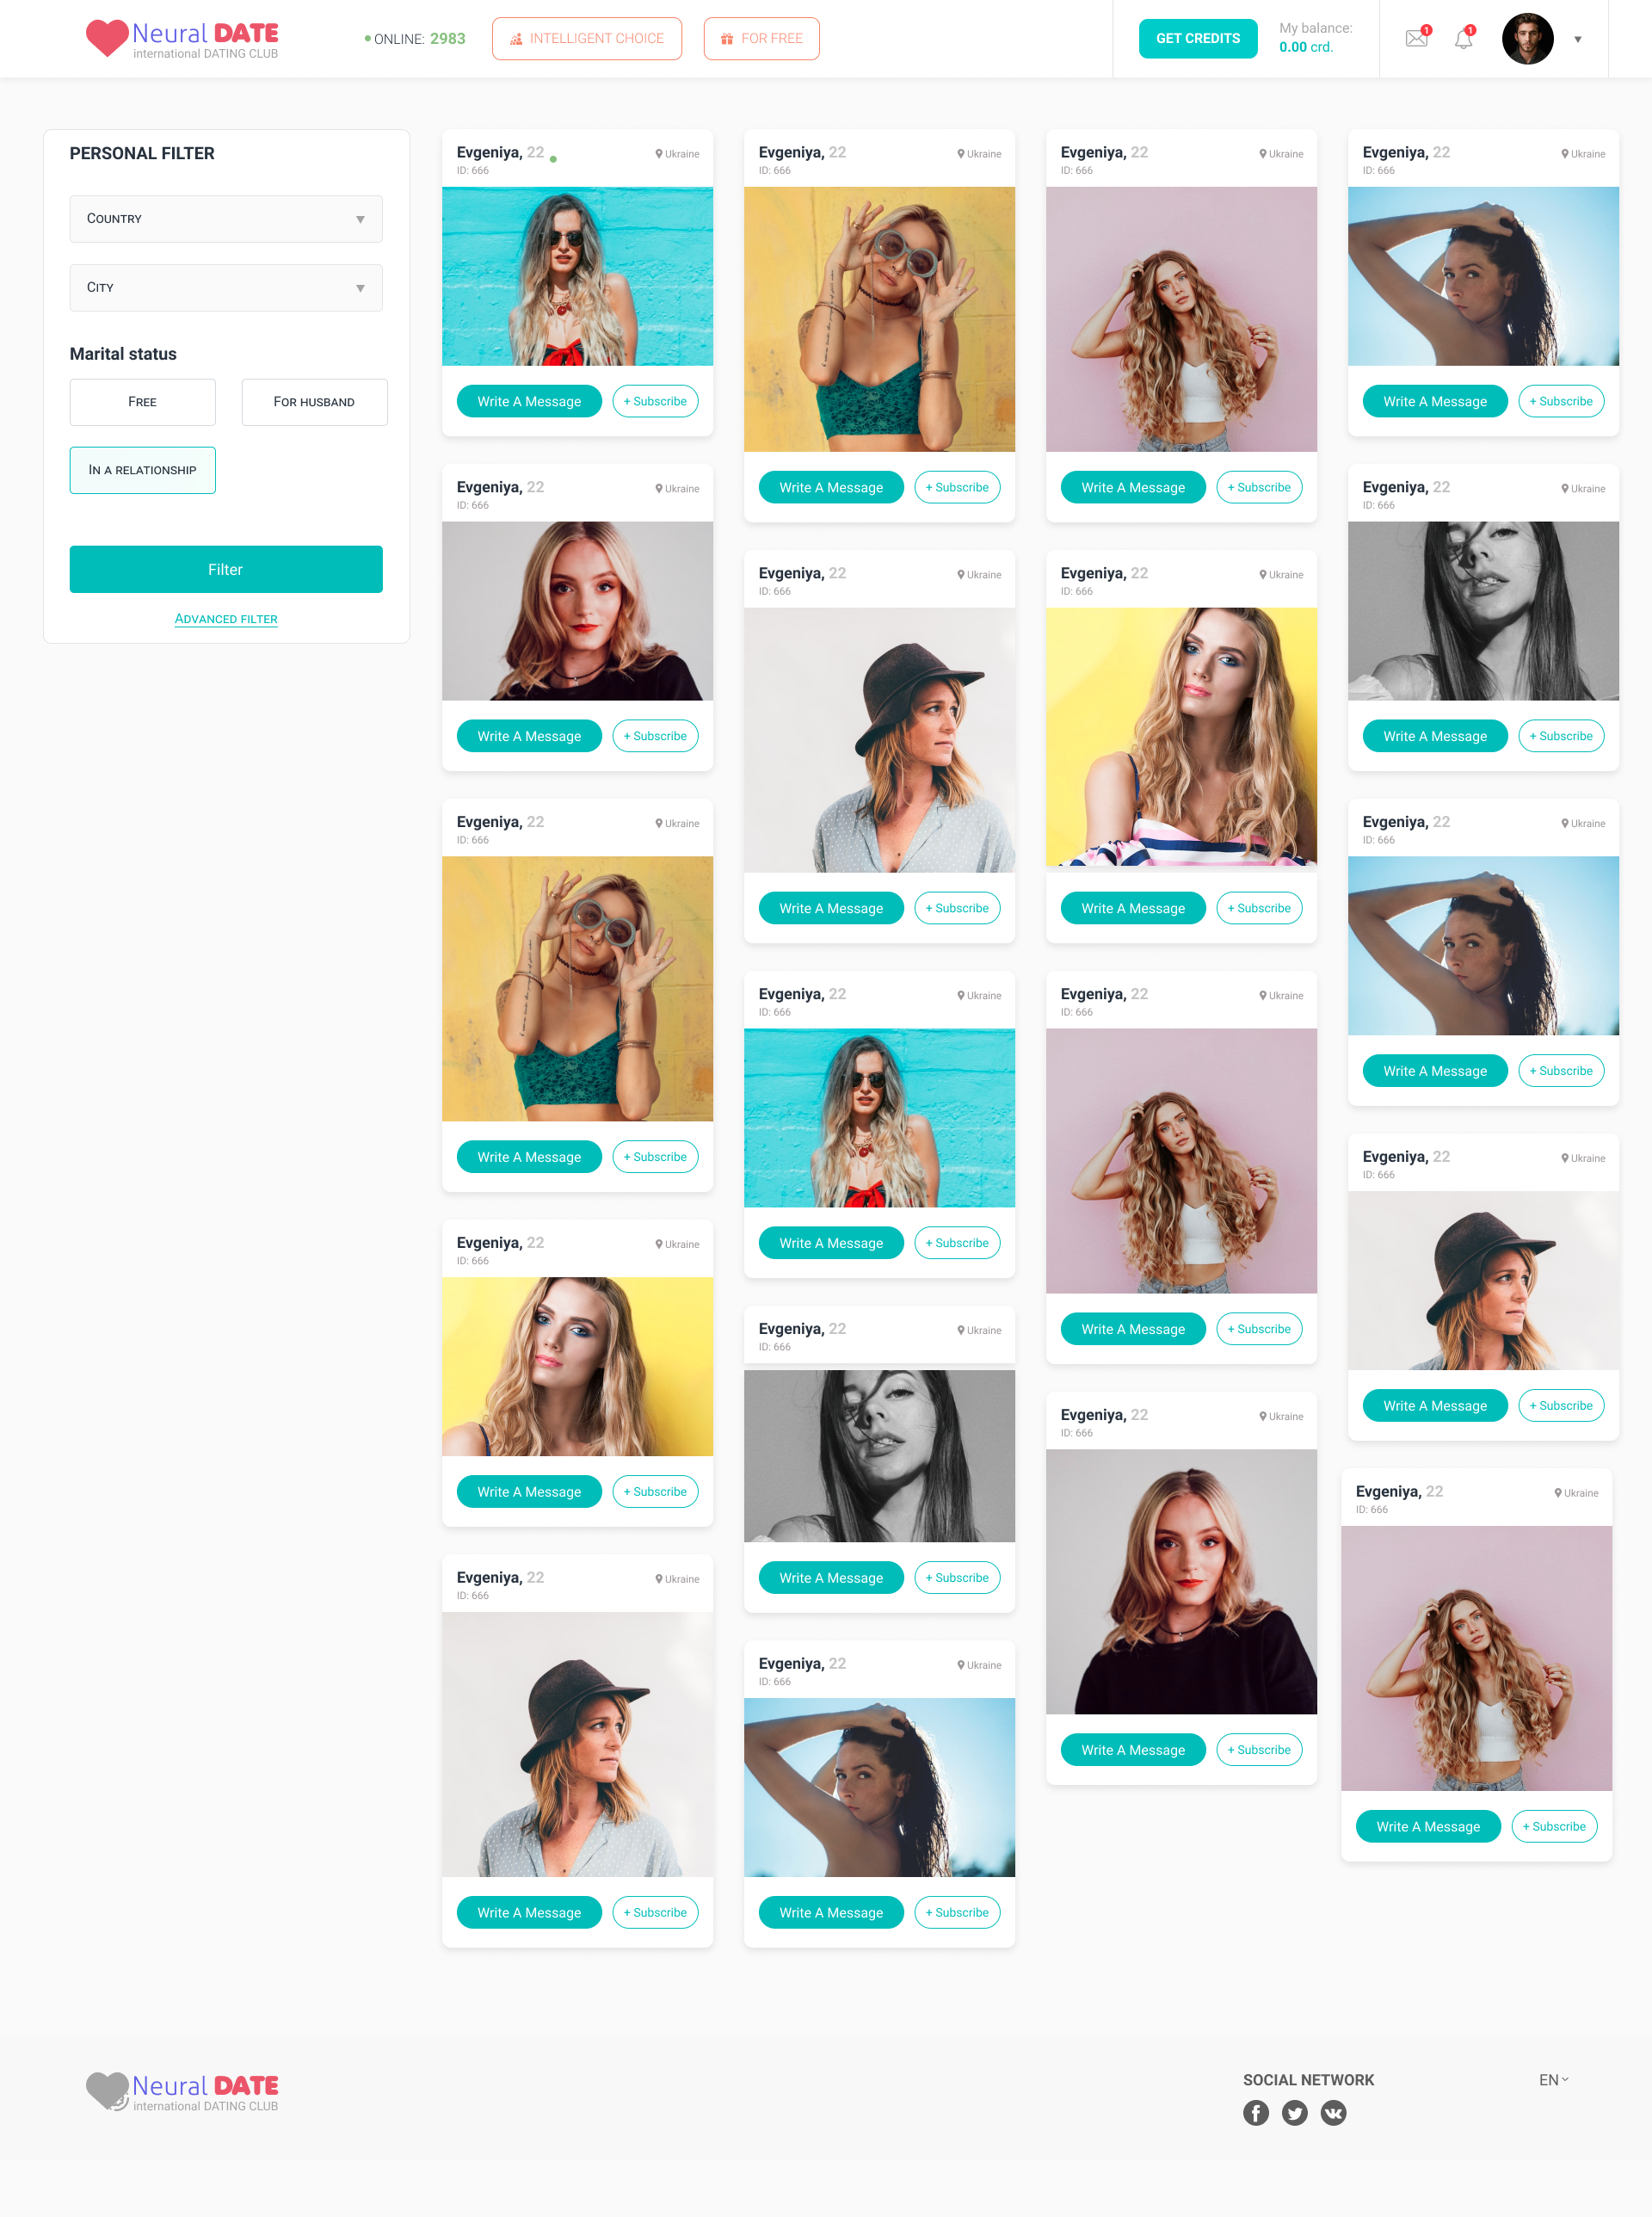 Neural DATE
international DATING CLUB
ONLINE: 2983
INTELLIGENT CHOICE
FOR FREE
GET CREDITS
My balance:
0.00 crd.
1
1
PERSONAL FILTER
Country
City
Marital status
Free
For husband
In a relationship
Filter
Advanced filter
Evgeniya, 22
Ukraine
ID: 666
Write A Message
+ Subscribe
Evgeniya, 22
Ukraine
ID: 666
Write A Message
+ Subscribe
Evgeniya, 22
Ukraine
ID: 666
Write A Message
+ Subscribe
Evgeniya, 22
Ukraine
ID: 666
Write A Message
+ Subscribe
Evgeniya, 22
Ukraine
ID: 666
Write A Message
+ Subscribe
Evgeniya, 22
Ukraine
ID: 666
Write A Message
+ Subscribe
Evgeniya, 22
Ukraine
ID: 666
Write A Message
+ Subscribe
Evgeniya, 22
Ukraine
ID: 666
Write A Message
+ Subscribe
Evgeniya, 22
Ukraine
ID: 666
Write A Message
+ Subscribe
Evgeniya, 22
Ukraine
ID: 666
Write A Message
+ Subscribe
Evgeniya, 22
Ukraine
ID: 666
Write A Message
+ Subscribe
Evgeniya, 22
Ukraine
ID: 666
Write A Message
+ Subscribe
Evgeniya, 22
Ukraine
ID: 666
Write A Message
+ Subscribe
Evgeniya, 22
Ukraine
ID: 666
Write A Message
+ Subscribe
Evgeniya, 22
Ukraine
ID: 666
Write A Message
+ Subscribe
Evgeniya, 22
Ukraine
ID: 666
Write A Message
+ Subscribe
Evgeniya, 22
Ukraine
ID: 666
Write A Message
+ Subscribe
Evgeniya, 22
Ukraine
ID: 666
Write A Message
+ Subscribe
Evgeniya, 22
Ukraine
ID: 666
Write A Message
+ Subscribe
Neural DATE
international DATING CLUB
SOCIAL NETWORK
EN